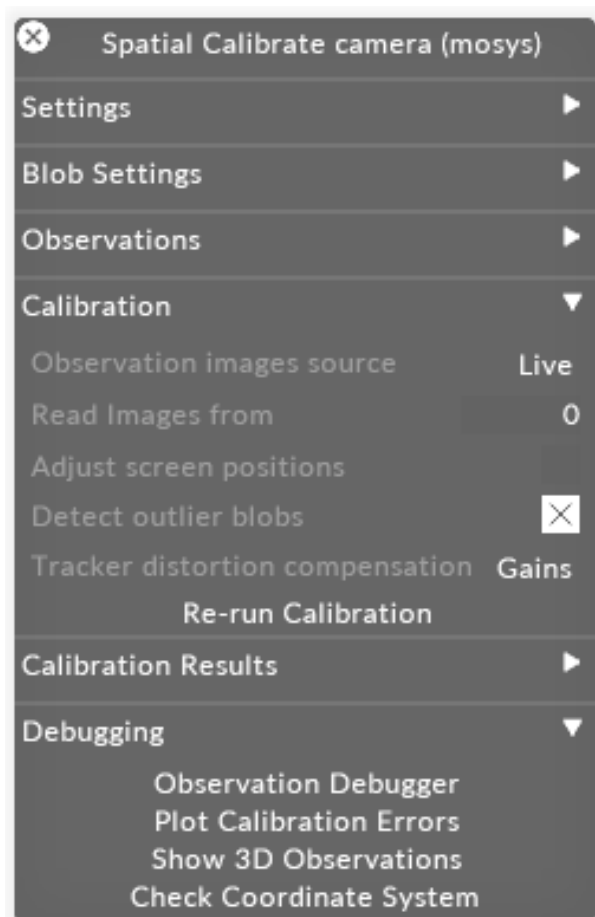 Spatial Calibrate camera (mosys)
Settings
Blob Settings
Observations
Calibration
Observation images source Live
Read Images from 0
Adjust screen positions
Detect outlier blobs
Tracker distortion compensation Gains
Re-run Calibration
Calibration Results
Debugging
Observation Debugger
Plot Calibration Errors
Show 3D Observations
Check Coordinate System